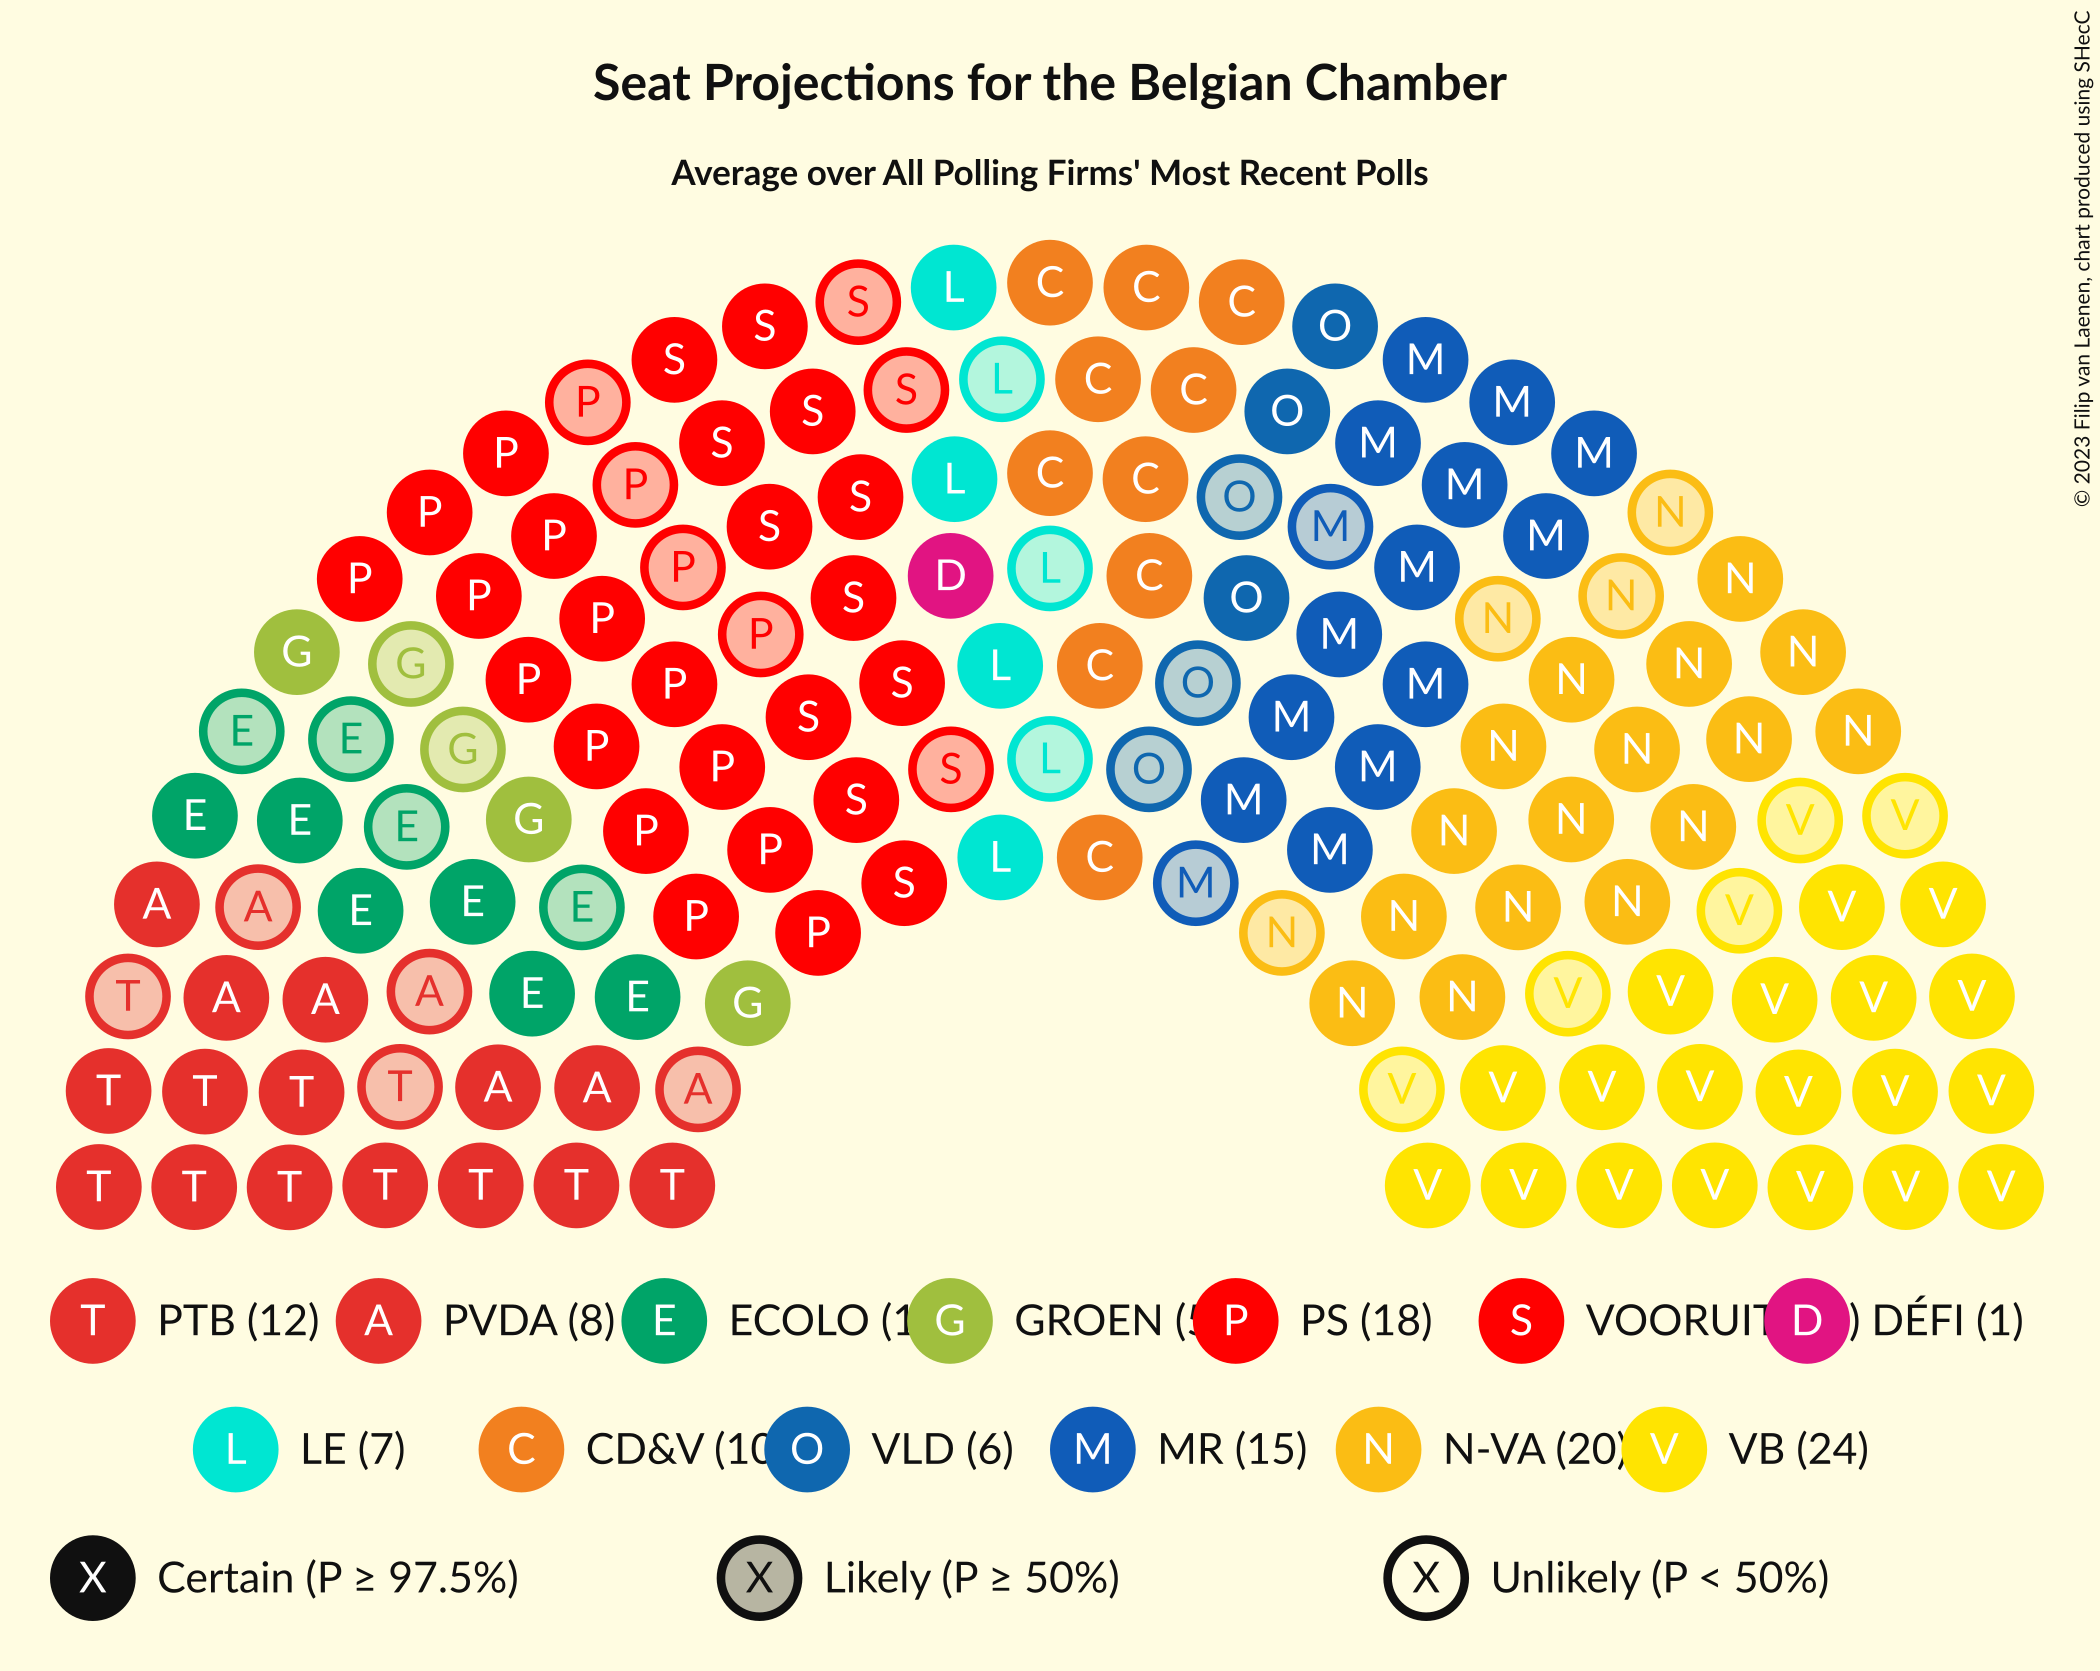 Seat Projections for the Belgian Chamber
Average over All Polling Firms' Most Recent Polls
© 2023 Filip van Laenen, chart produced using SHecC
S L C C C
S O
S S L C C M
P S O M
P S M M
P S L C C O M
P P S M M N
P P P S D L C O M N N
P P M N
G G P P S L C O M N N N
E E G P S M N N N N
P S L O M
E E E G P S M N N N V V
P L C M
A A E E E P P S M N N N N V V V
T A A A E E G N N V V V V V
T T T T A A A V V V V V V V
T T T T T T T V V V V V V V
T PTB (12) A PVDA (8) E ECOLO (1 G GROEN ( P PS (18) S VOORUIT D ) DÉFI (1)
L LE (7) C CD&V (10 O VLD (6) M MR (15) N N-VA (20) V VB (24)
X Certain (P ≥ 97.5%) X Likely (P ≥ 50%) X Unlikely (P < 50%)